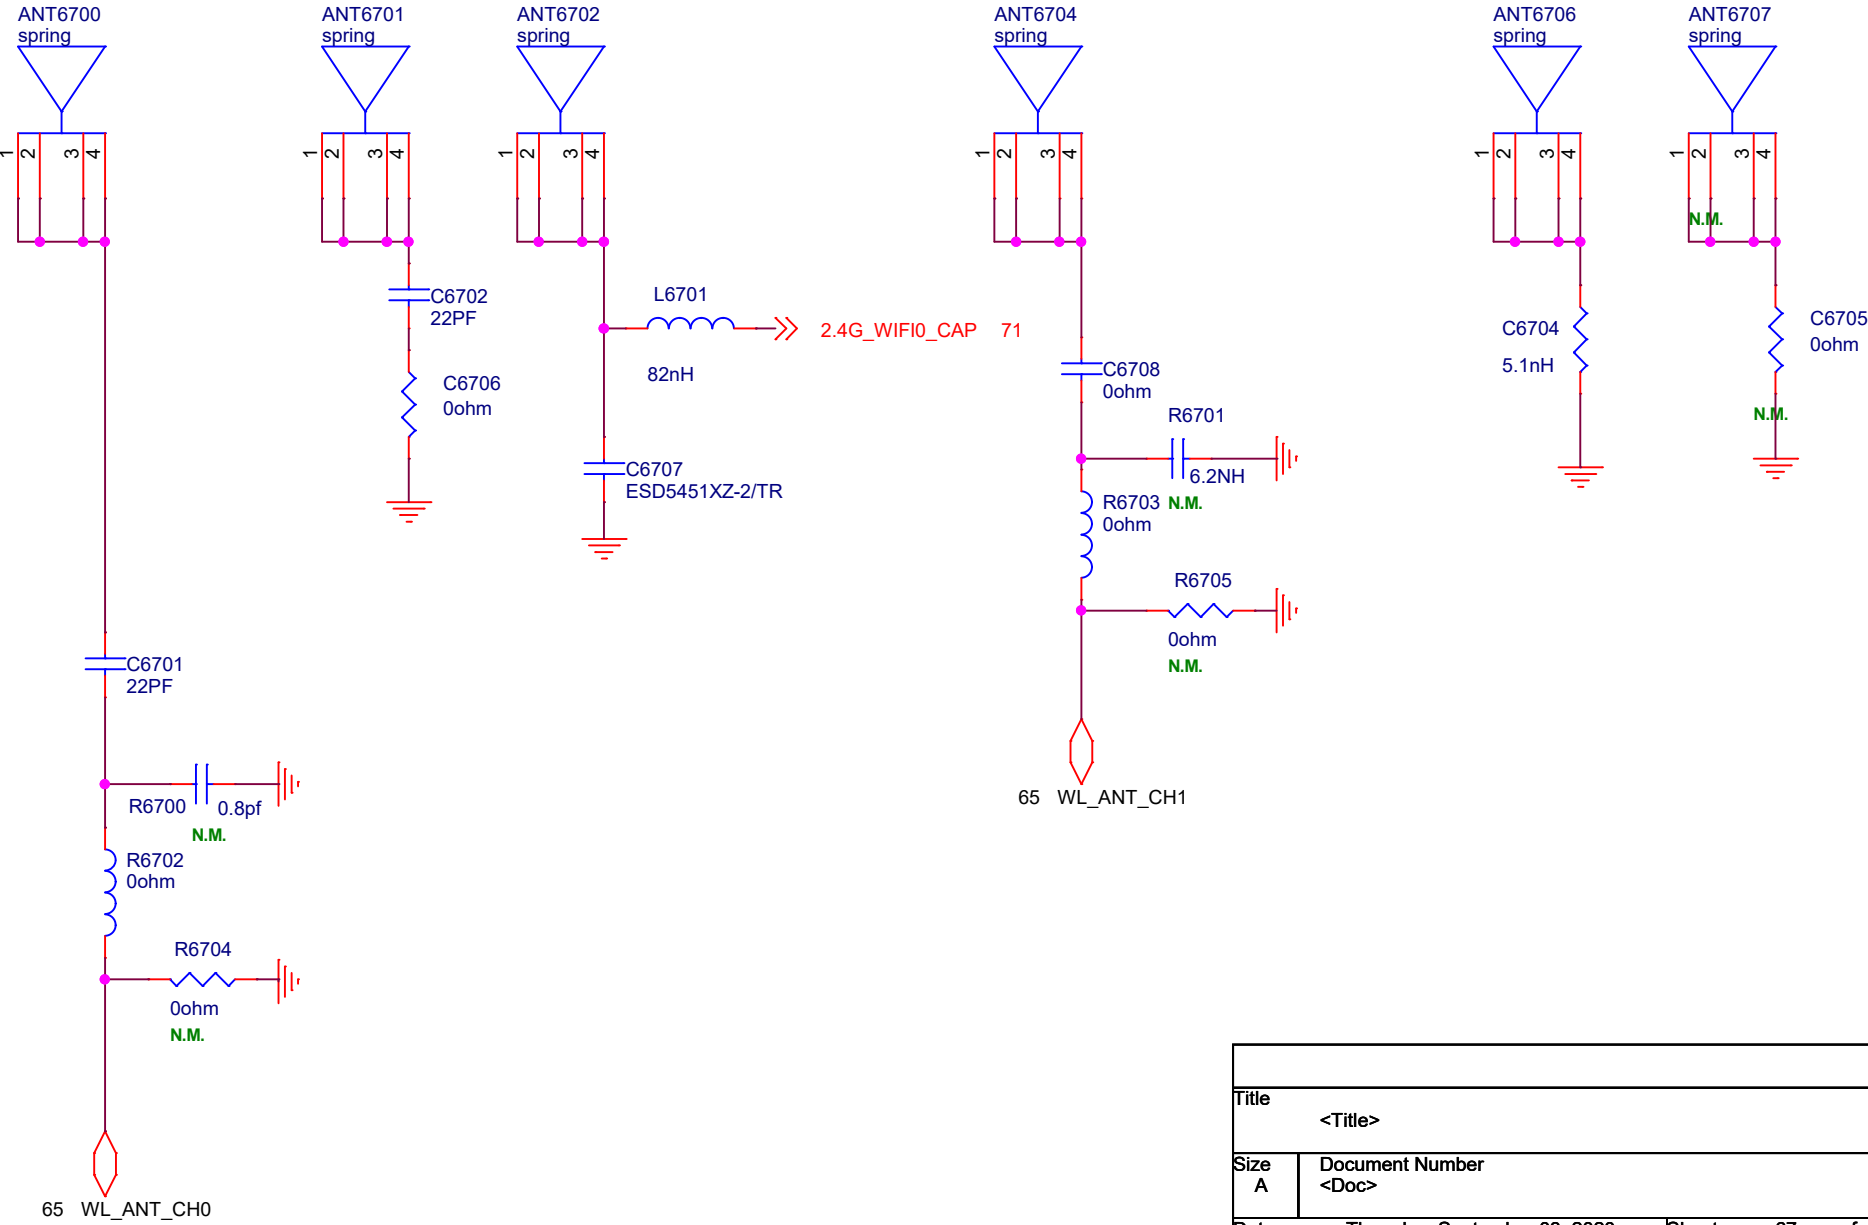 ANT6700
spring
ANT6701
spring
ANT6702
spring
ANT6704
spring
ANT6706
spring
ANT6707
spring
1 2 3 4
1 2 3 4
1 2 3 4
1 2 3 4
1 2 3 4
1 2 3 4
N.M.
C6702
22PF
L6701
2.4G_WIFI0_CAP 71
82nH
C6706
0ohm
C6707
ESD5451XZ-2/TR
C6708
0ohm
R6701
6.2NH
N.M.
R6703
0ohm
R6705
0ohm
N.M.
65 WL_ANT_CH1
C6704
5.1nH
C6705
0ohm
N.M.
C6701
22PF
R6700 0.8pf
N.M.
R6702
0ohm
R6704
0ohm
N.M.
65 WL_ANT_CH0
Title
<Title>
Size
A
Document Number
<Doc>